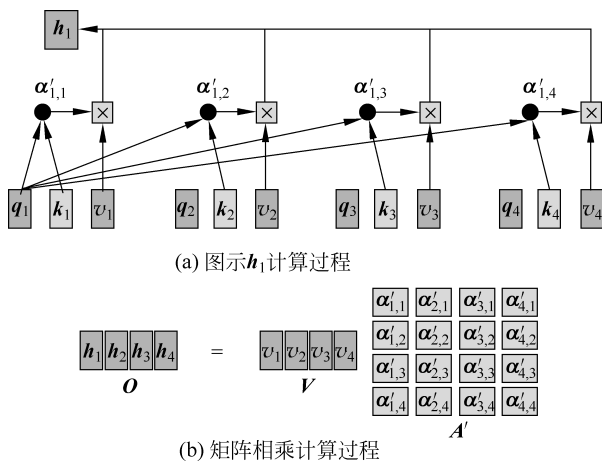 h₁
α′₁,₁ α′₁,₂ α′₁,₃ α′₁,₄
× × × ×
q₁ k₁ v₁ q₂ k₂ v₂ q₃ k₃ v₃ q₄ k₄ v₄
(a) 图示h₁计算过程
α′₁,₁ α′₂,₁ α′₃,₁ α′₄,₁
α′₁,₂ α′₂,₂ α′₃,₂ α′₄,₂
h₁ h₂ h₃ h₄ = v₁ v₂ v₃ v₄
α′₁,₃ α′₂,₃ α′₃,₃ α′₄,₃
O V
α′₁,₄ α′₂,₄ α′₃,₄ α′₄,₄
A′
(b) 矩阵相乘计算过程